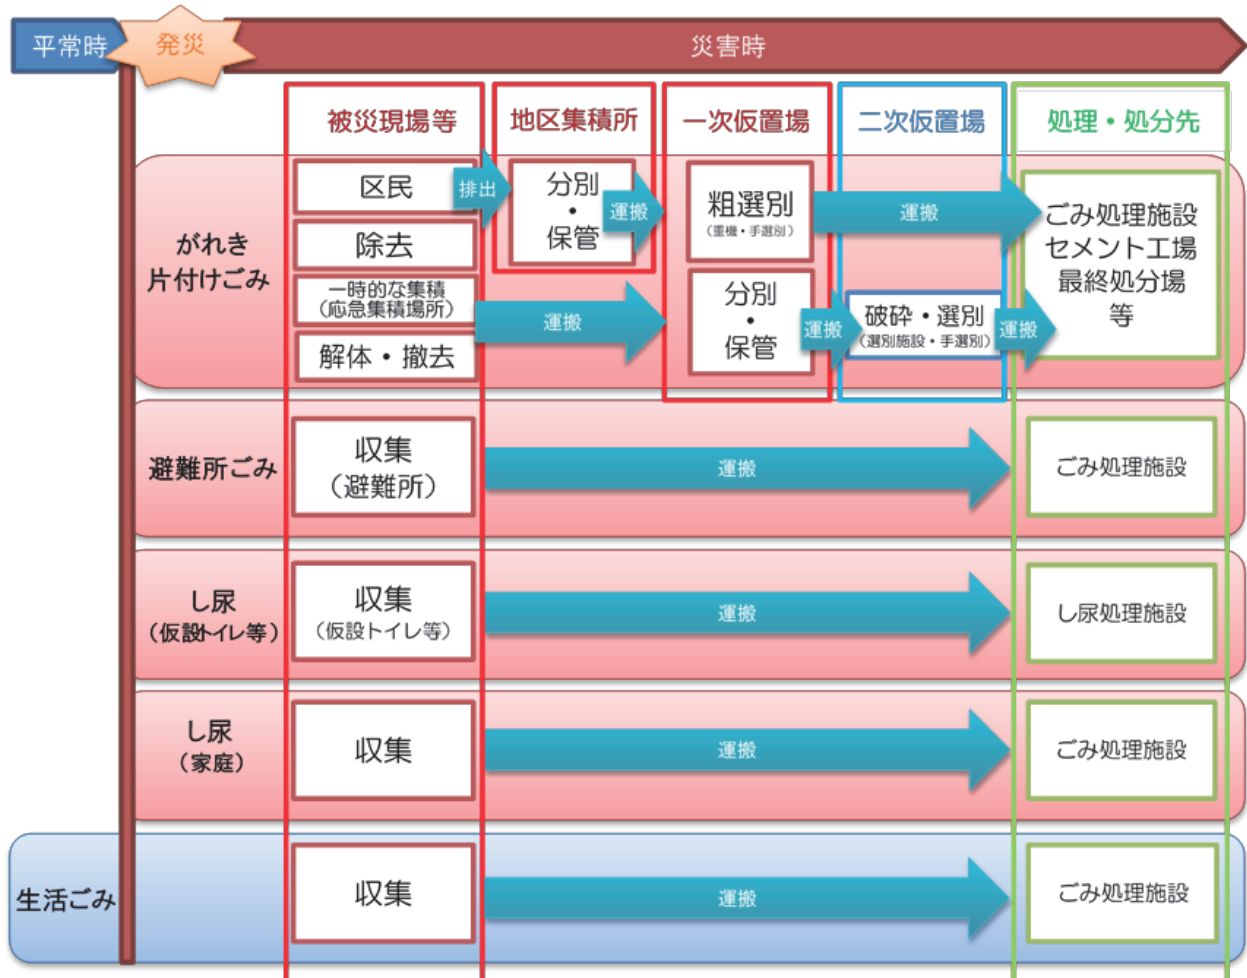 平常時
発災
災害時
被災現場等
地区集積所
一次仮置場
二次仮置場
処理・処分先
がれき
片付けごみ
区民
排出
除去
一時的な集積
(応急集積場所)
解体・撤去
運搬
分別
・
保管
運搬
粗選別
(重機・手選別)
運搬
分別
・
保管
運搬
破砕・選別
(選別施設・手選別)
運搬
ごみ処理施設
セメント工場
最終処分場
等
避難所ごみ
収集
(避難所)
運搬
ごみ処理施設
し尿
(仮設トイレ等)
収集
(仮設トイレ等)
運搬
し尿処理施設
し尿
(家庭)
収集
運搬
ごみ処理施設
生活ごみ
収集
運搬
ごみ処理施設